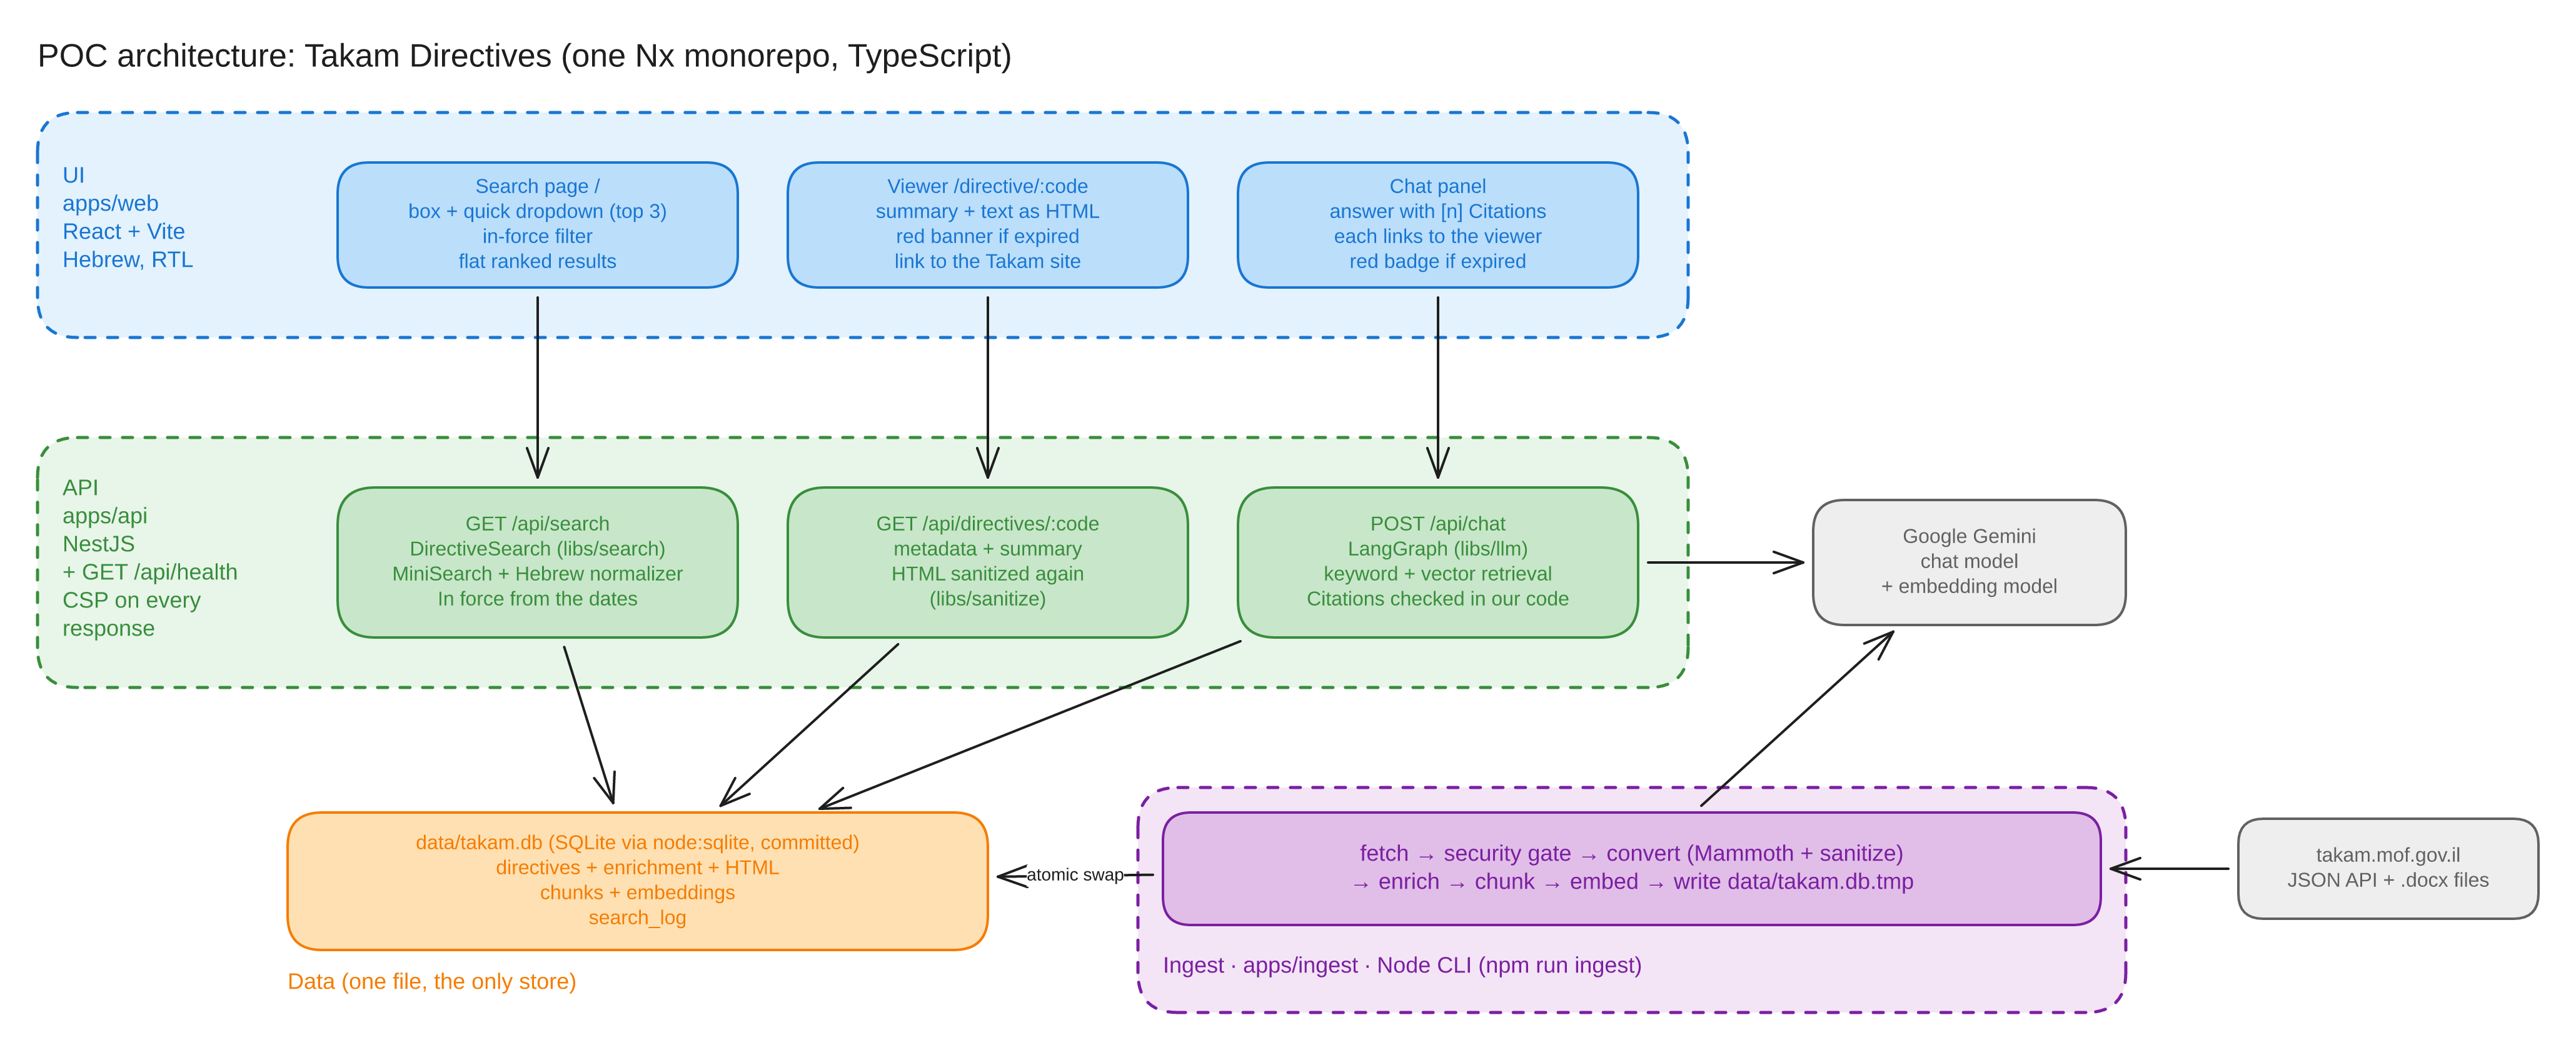 POC architecture: Takam Directives (one Nx monorepo, TypeScript)
UI
apps/web
React + Vite
Hebrew, RTL
Search page /
box + quick dropdown (top 3)
in-force filter
flat ranked results
Viewer /directive/:code
summary + text as HTML
red banner if expired
link to the Takam site
Chat panel
answer with [n] Citations
each links to the viewer
red badge if expired
API
apps/api
NestJS
+ GET /api/health
CSP on every
response
GET /api/search
DirectiveSearch (libs/search)
MiniSearch + Hebrew normalizer
In force from the dates
GET /api/directives/:code
metadata + summary
HTML sanitized again
(libs/sanitize)
POST /api/chat
LangGraph (libs/llm)
keyword + vector retrieval
Citations checked in our code
Google Gemini
chat model
+ embedding model
data/takam.db (SQLite via node:sqlite, committed)
directives + enrichment + HTML
chunks + embeddings
search_log
Data (one file, the only store)
atomic swap
fetch → security gate → convert (Mammoth + sanitize)
→ enrich → chunk → embed → write data/takam.db.tmp
Ingest · apps/ingest · Node CLI (npm run ingest)
takam.mof.gov.il
JSON API + .docx files